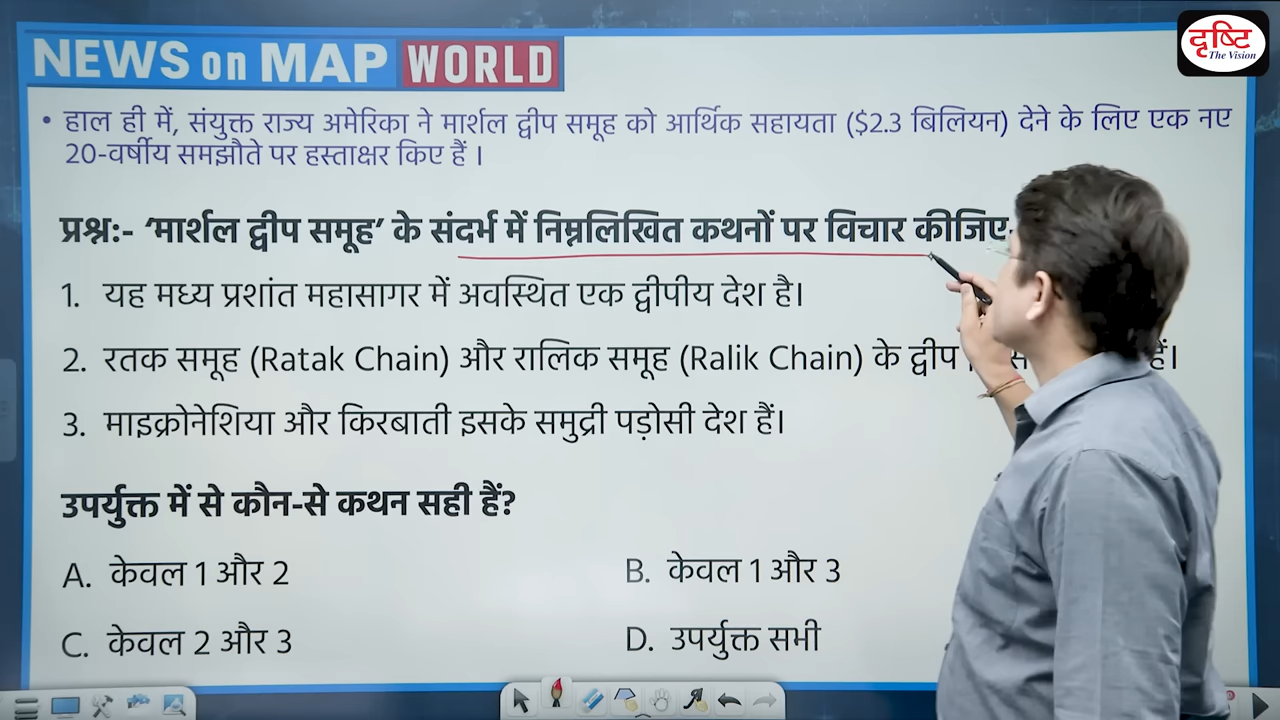 NEWS on MAP WORLD
दृष्टि
The Vision
• हाल ही में, संयुक्त राज्य अमेरिका ने मार्शल द्वीप समूह को आर्थिक सहायता ($2.3 बिलियन) देने के लिए एक नए
20-वर्षीय समझौते पर हस्ताक्षर किए हैं ।
प्रश्न:- ‘मार्शल द्वीप समूह’ के संदर्भ में निम्नलिखित कथनों पर विचार कीजिए
1. यह मध्य प्रशांत महासागर में अवस्थित एक द्वीपीय देश है।
2. रतक समूह (Ratak Chain) और रालिक समूह (Ralik Chain) के द्वीप हैं।
3. माइक्रोनेशिया और किरबाती इसके समुद्री पड़ोसी देश हैं।
उपर्युक्त में से कौन-से कथन सही हैं?
A. केवल 1 और 2
B. केवल 1 और 3
C. केवल 2 और 3
D. उपर्युक्त सभी